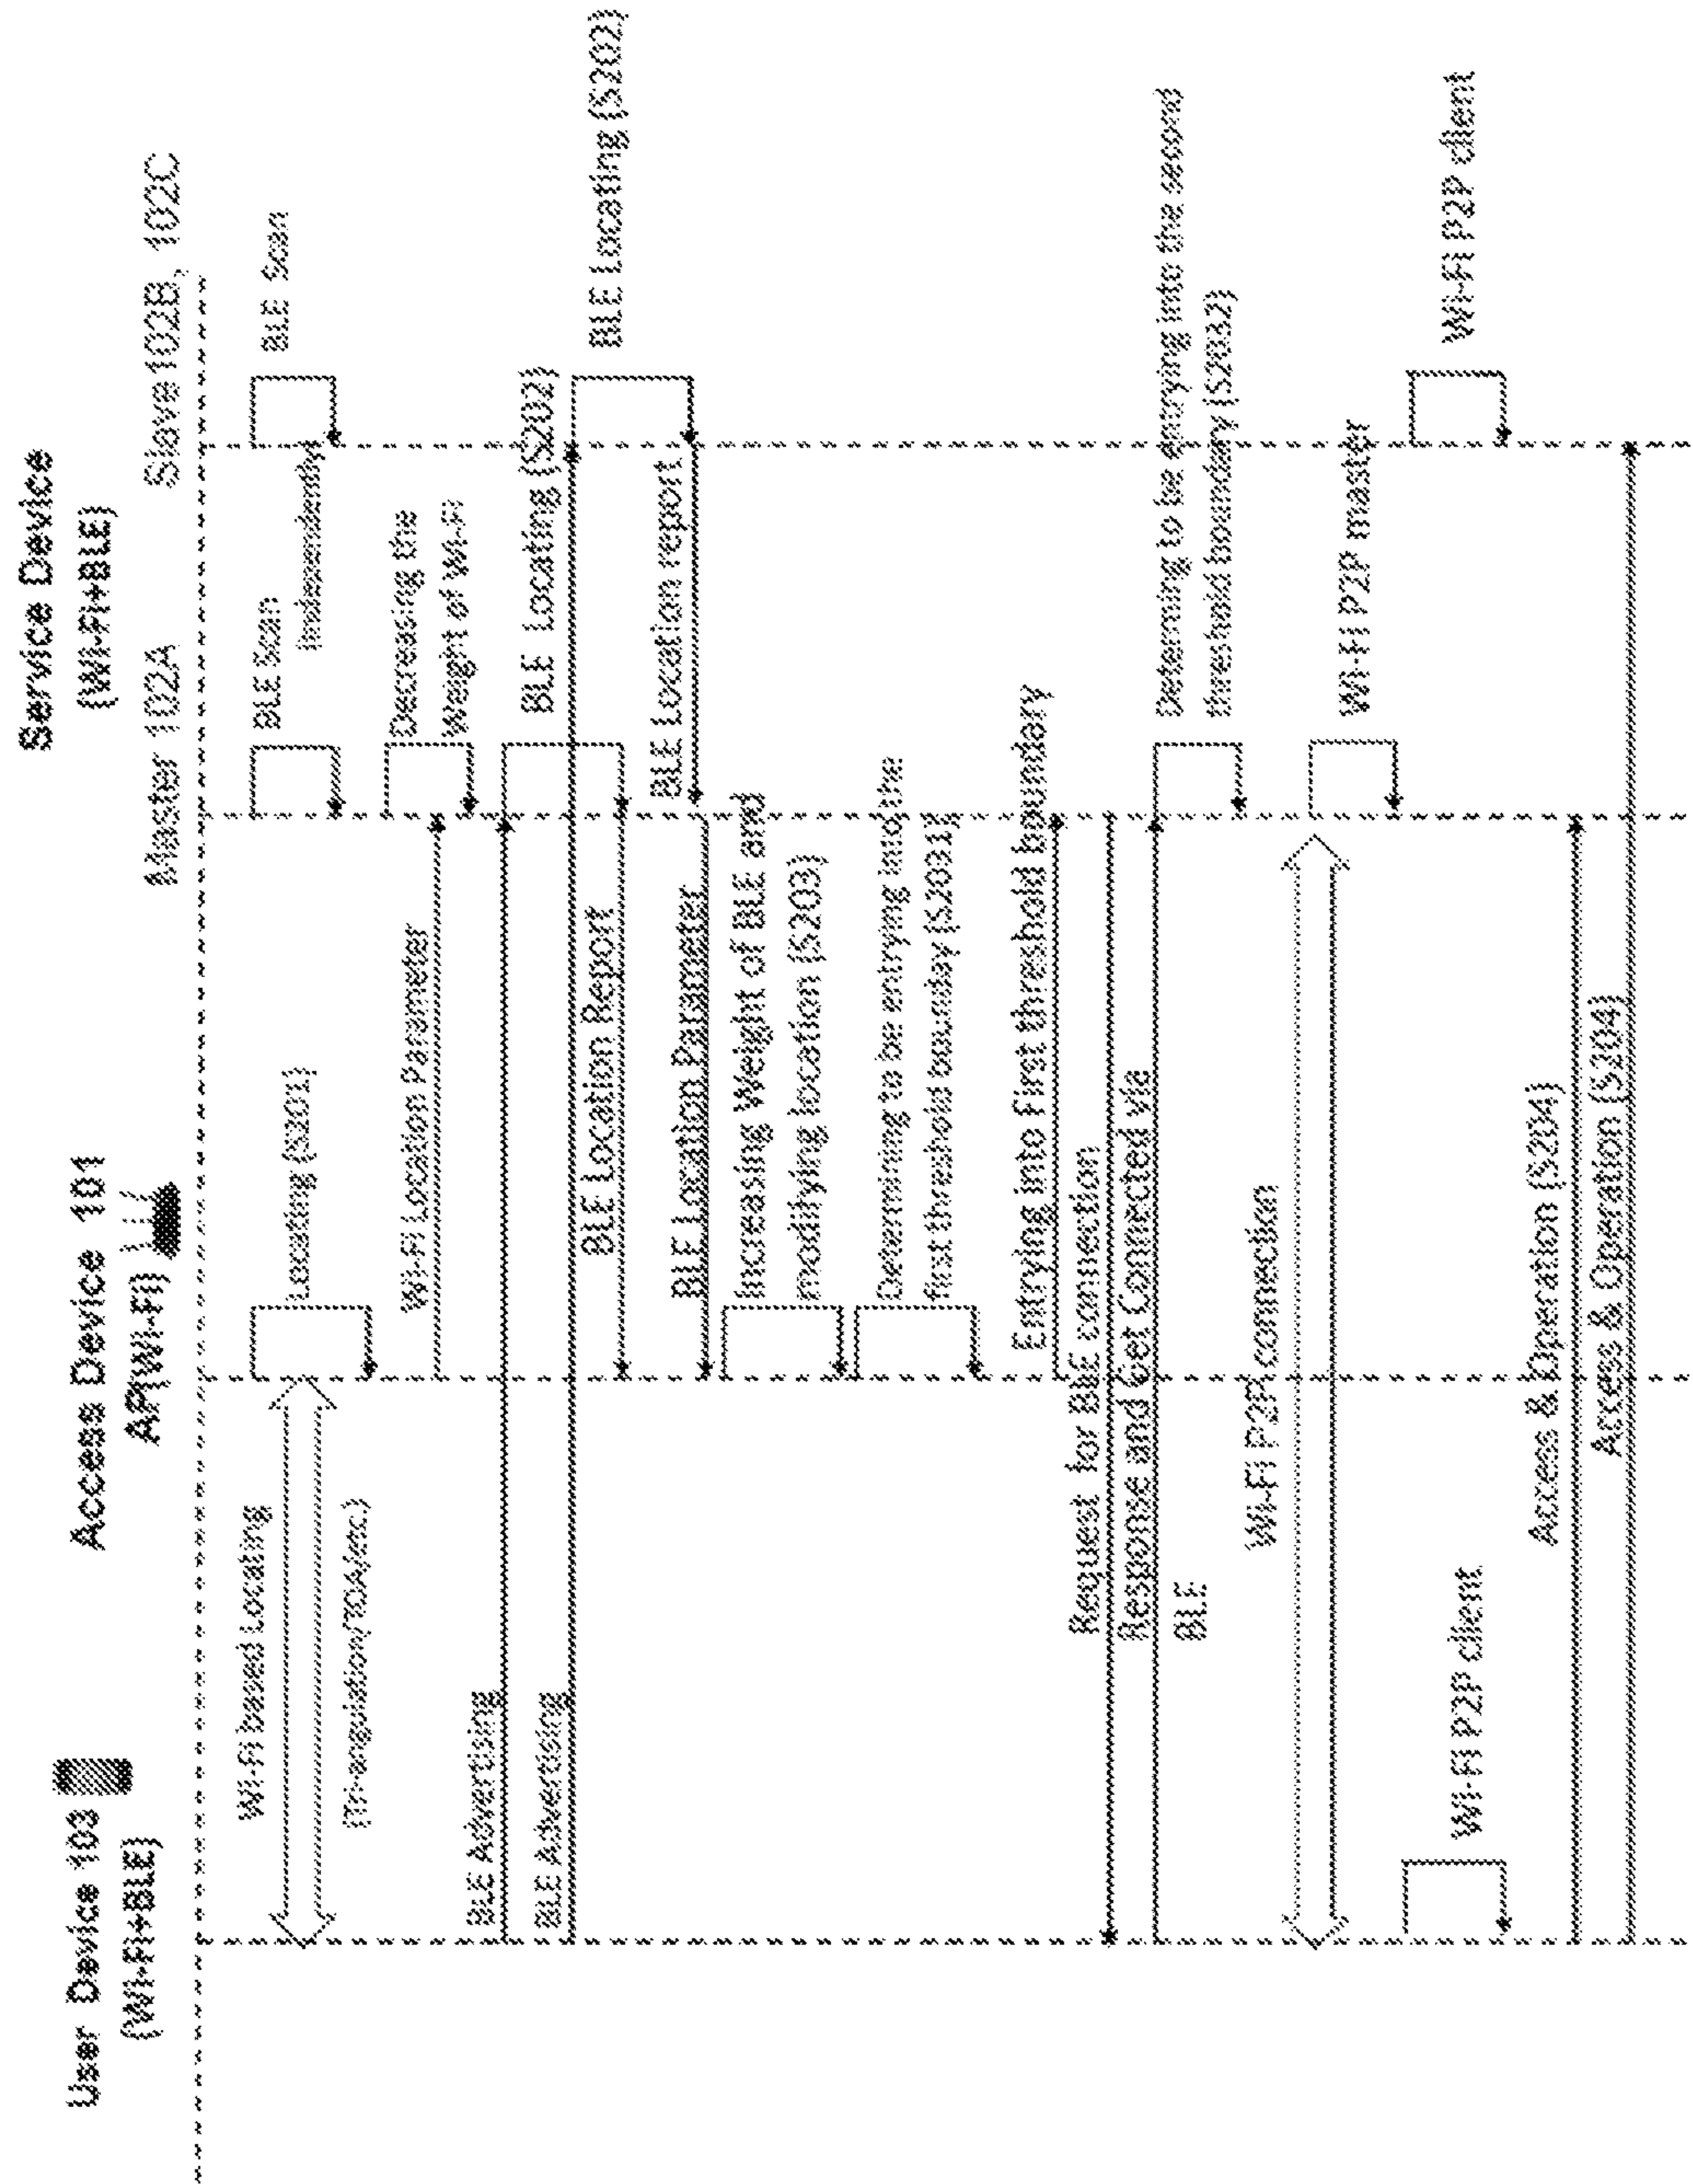 User Device 103
(Wi-Fi+BLE)
Access Device 101
AP(Wi-Fi)
Service Device
(Wi-Fi+BLE)
Master 102A
Slave102B, 102C
Wi-Fi based Locating
(Tri-angulation/TOA/etc.)
Locating (S201)
BLE Scan
Independently
BLE Scan
Wi-Fi Location Parameter
Decreasing the
Weight of Wi-Fi
BLE Advertising
BLE Locating (S202)
BLE Advertising
BLE Locating (S202)
BLE Location Report
BLE Location report
BLE Location Parameter
Increasing Weight of BLE and
modifying location (S203)
Determining to be entrying into the
first threshold bounday (S2031)
Entrying into First threshold boundary
Request for BLE connection
Response and Get Connected via
BLE
Determing to be entrying into the second
threshold boundary (S2032)
Wi-Fi P2P connection
Wi-Fi P2P master
Wi-Fi P2P client
Wi-Fi P2P client
Access & Operation (S204)
Access & Operation (S204)